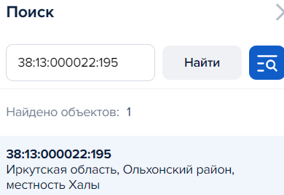 Поиск
38:13:000022:195
Найти
Найдено объектов: 1
38:13:000022:195
Иркутская область, Ольхонский район,
местность Халы